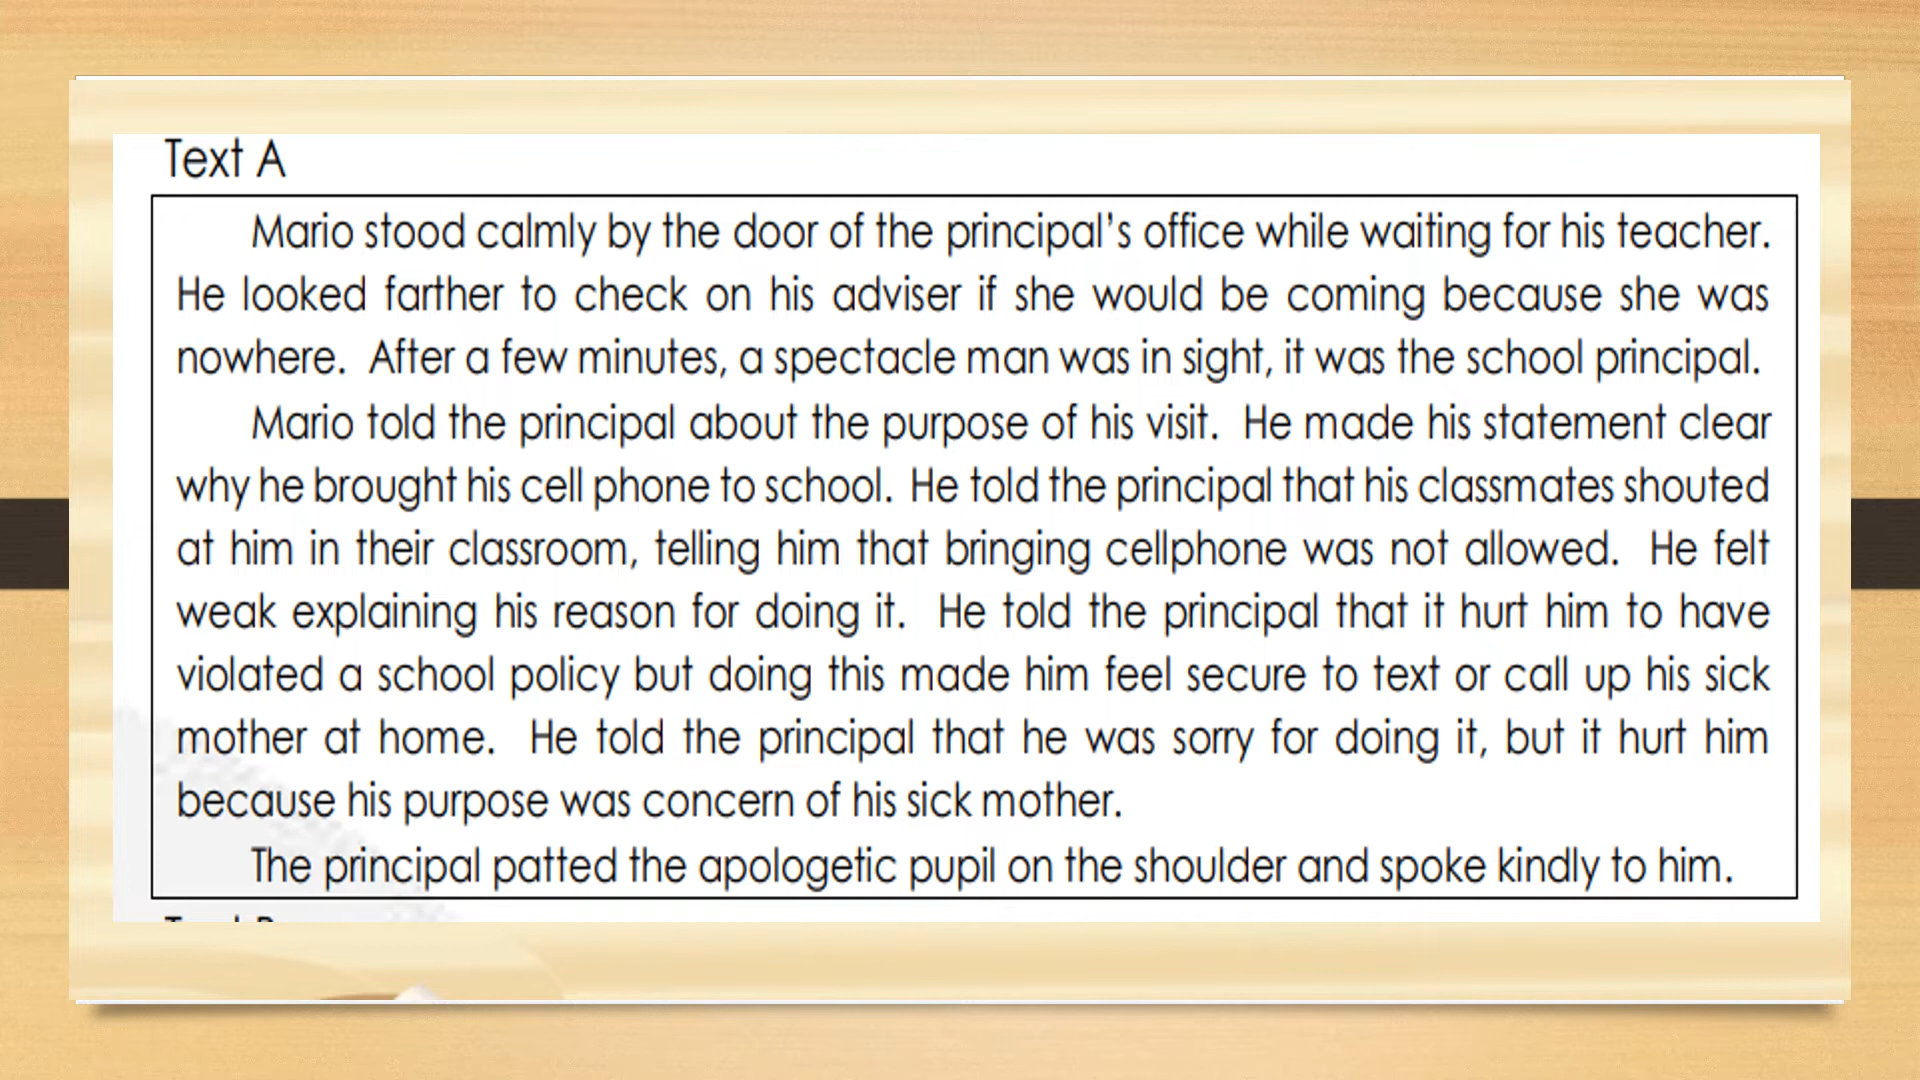 Text A
Mario stood calmly by the door of the principal’s office while waiting for his teacher.
He looked farther to check on his adviser if she would be coming because she was
nowhere. After a few minutes, a spectacle man was in sight, it was the school principal.
Mario told the principal about the purpose of his visit. He made his statement clear
why he brought his cell phone to school. He told the principal that his classmates shouted
at him in their classroom, telling him that bringing cellphone was not allowed. He felt
weak explaining his reason for doing it. He told the principal that it hurt him to have
violated a school policy but doing this made him feel secure to text or call up his sick
mother at home. He told the principal that he was sorry for doing it, but it hurt him
because his purpose was concern of his sick mother.
The principal patted the apologetic pupil on the shoulder and spoke kindly to him.